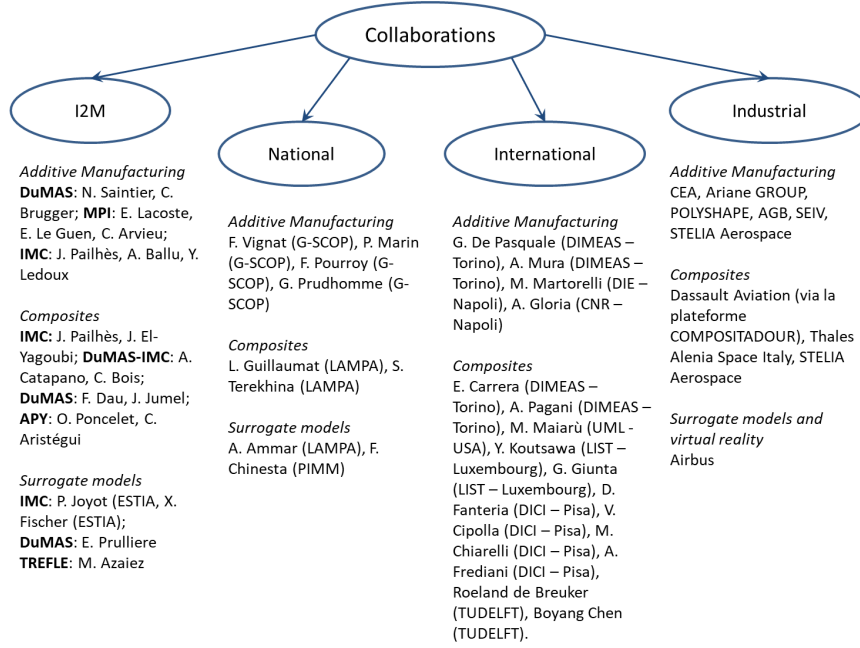 Collaborations
I2M
Additive Manufacturing
DuMAS: N. Saintier, C.
Brugger; MPI: E. Lacoste,
E. Le Guen, C. Arvieu;
IMC: J. Pailhès, A. Ballu, Y.
Ledoux
Composites
IMC: J. Pailhès, J. El-
Yagoubi; DuMAS-IMC: A.
Catapano, C. Bois;
DuMAS: F. Dau, J. Jumel;
APY: O. Poncelet, C.
Aristégui
Surrogate models
IMC: P. Joyot (ESTIA, X.
Fischer (ESTIA);
DuMAS: E. Prulliere
TREFLE: M. Azaiez
National
Additive Manufacturing
F. Vignat (G-SCOP), P. Marin
(G-SCOP), F. Pourroy (G-
SCOP), G. Prudhomme (G-
SCOP)
Composites
L. Guillaumat (LAMPA), S.
Terekhina (LAMPA)
Surrogate models
A. Ammar (LAMPA), F.
Chinesta (PIMM)
International
Additive Manufacturing
G. De Pasquale (DIMEAS –
Torino), A. Mura (DIMEAS –
Torino), M. Martorelli (DIE –
Napoli), A. Gloria (CNR –
Napoli)
Composites
E. Carrera (DIMEAS –
Torino), A. Pagani (DIMEAS –
Torino), M. Maiarù (UML -
USA), Y. Koutsawa (LIST –
Luxembourg), G. Giunta
(LIST – Luxembourg), D.
Fanteria (DICI – Pisa), V.
Cipolla (DICI – Pisa), M.
Chiarelli (DICI – Pisa), A.
Frediani (DICI – Pisa),
Roeland de Breuker
(TUDELFT), Boyang Chen
(TUDELFT).
Industrial
Additive Manufacturing
CEA, Ariane GROUP,
POLYSHAPE, AGB, SEIV,
STELIA Aerospace
Composites
Dassault Aviation (via la
plateforme
COMPOSITADOUR), Thales
Alenia Space Italy, STELIA
Aerospace
Surrogate models and
virtual reality
Airbus